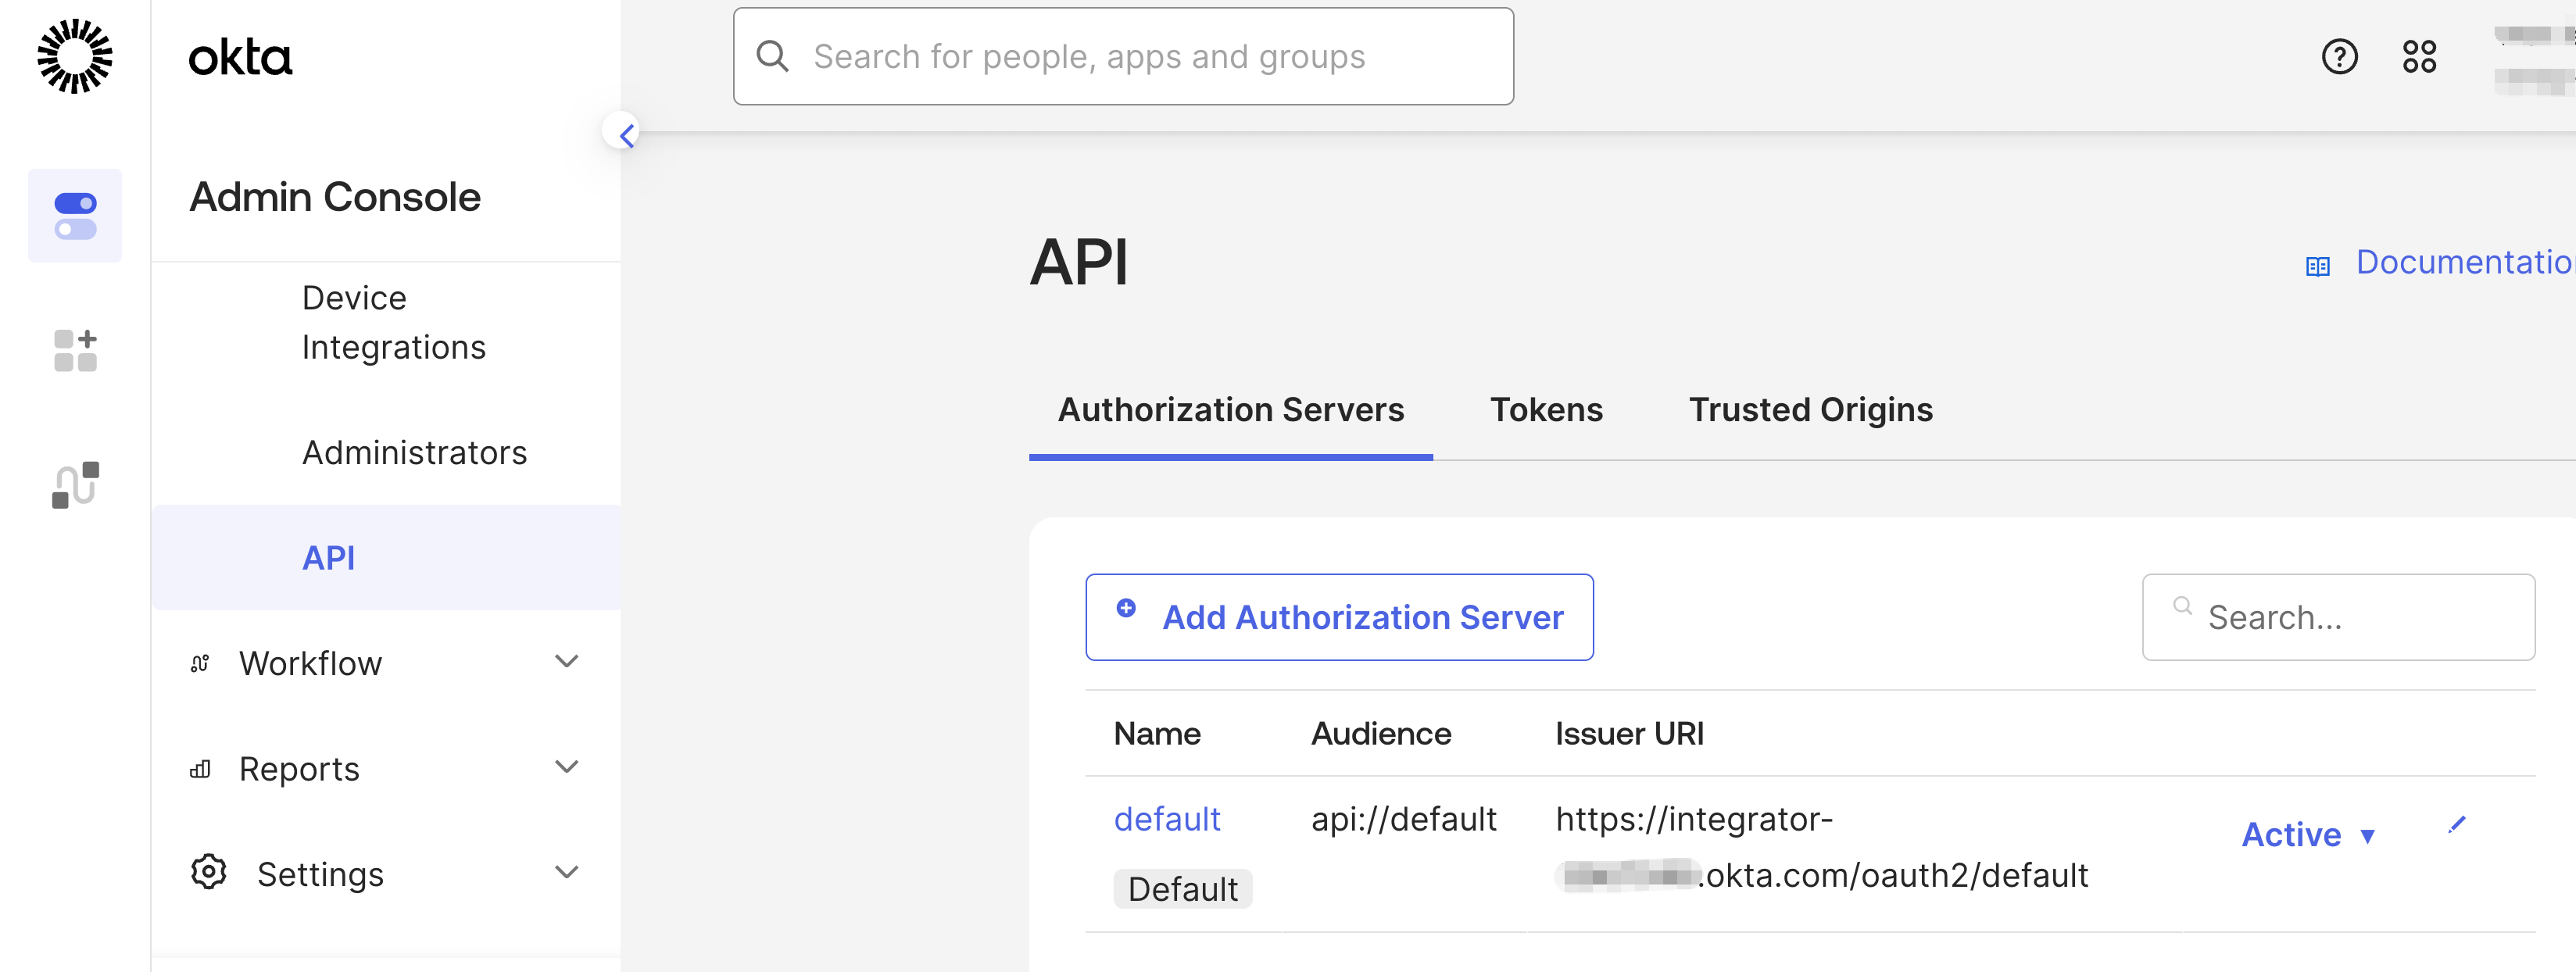 okta
Search for people, apps and groups
Admin Console
Device
Integrations
Administrators
API
Workflow
Reports
Settings
API
Authorization Servers
Tokens
Trusted Origins
Add Authorization Server
Search...
Name
Audience
Issuer URI
default
Default
api://default
https://integrator-
.okta.com/oauth2/default
Active